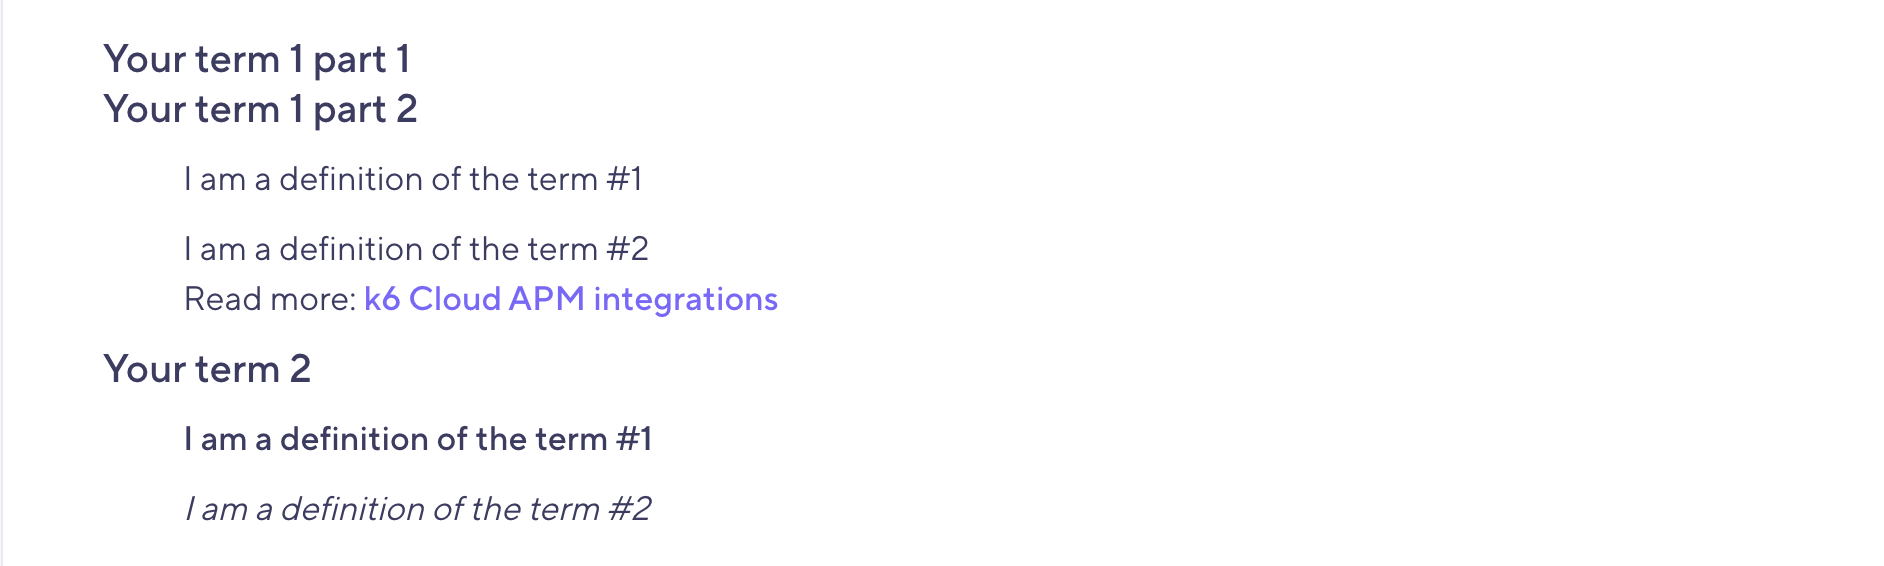 Your term 1 part 1
Your term 1 part 2
I am a definition of the term #1
I am a definition of the term #2
Read more: k6 Cloud APM integrations
Your term 2
I am a definition of the term #1
I am a definition of the term #2